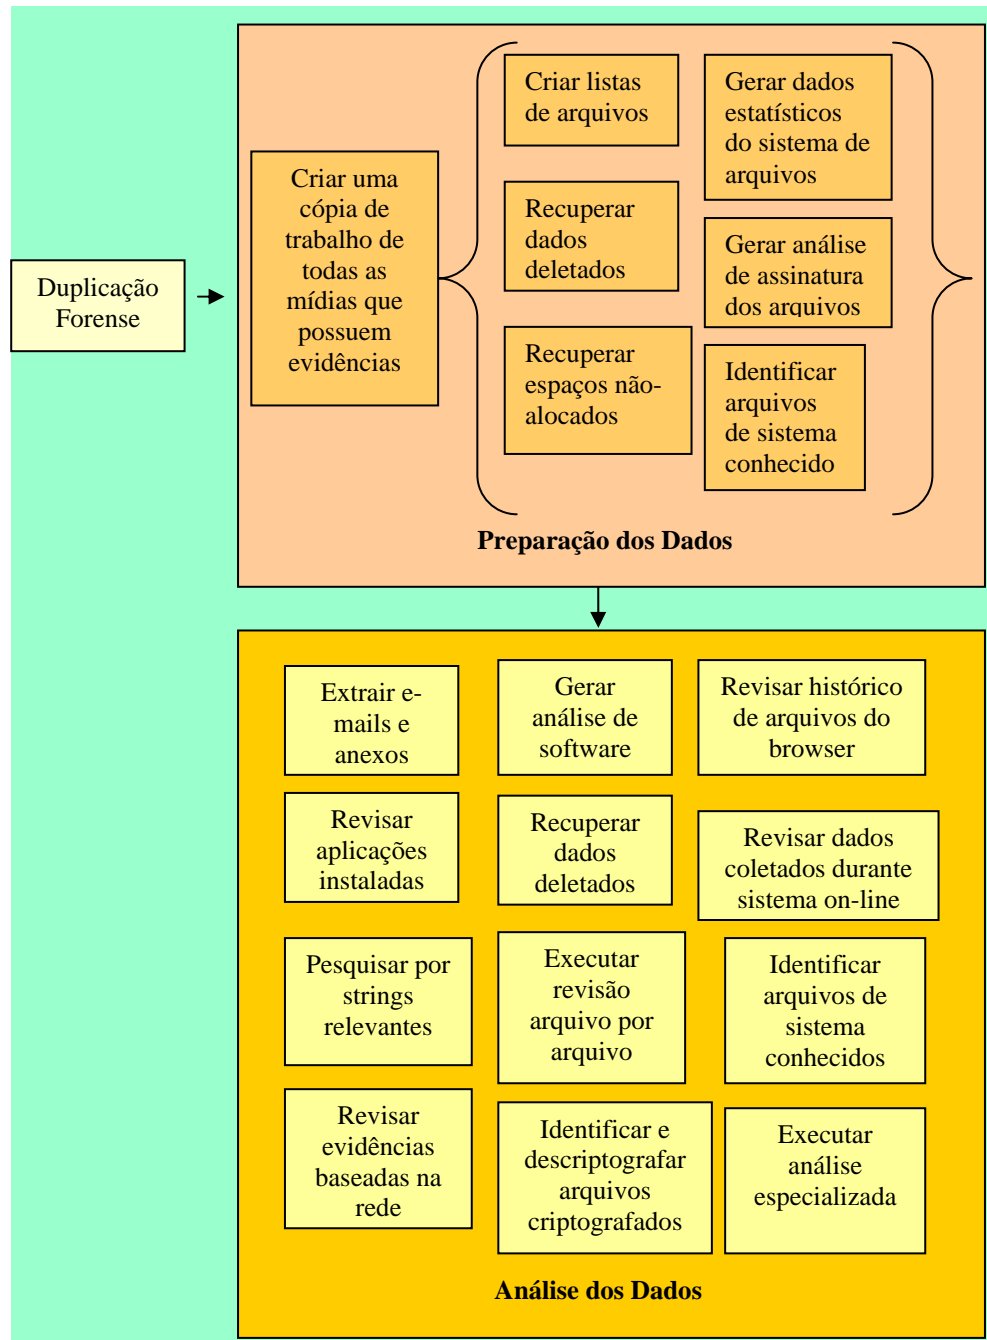 Duplicação
Forense
Criar uma
cópia de
trabalho de
todas as
mídias que
possuem
evidências
Criar listas
de arquivos
Recuperar
dados
deletados
Recuperar
espaços não-
alocados
Gerar dados
estatísticos
do sistema de
arquivos
Gerar análise
de assinatura
dos arquivos
Identificar
arquivos
de sistema
conhecido
Preparação dos Dados
Extrair e-
mails e
anexos
Gerar
análise de
software
Revisar histórico
de arquivos do
browser
Revisar
aplicações
instaladas
Recuperar
dados
deletados
Revisar dados
coletados durante
sistema on-line
Pesquisar por
strings
relevantes
Executar
revisão
arquivo por
arquivo
Identificar
arquivos de
sistema
conhecidos
Revisar
evidências
baseadas na
rede
Identificar e
descriptografar
arquivos
criptografados
Executar
análise
especializada
Análise dos Dados